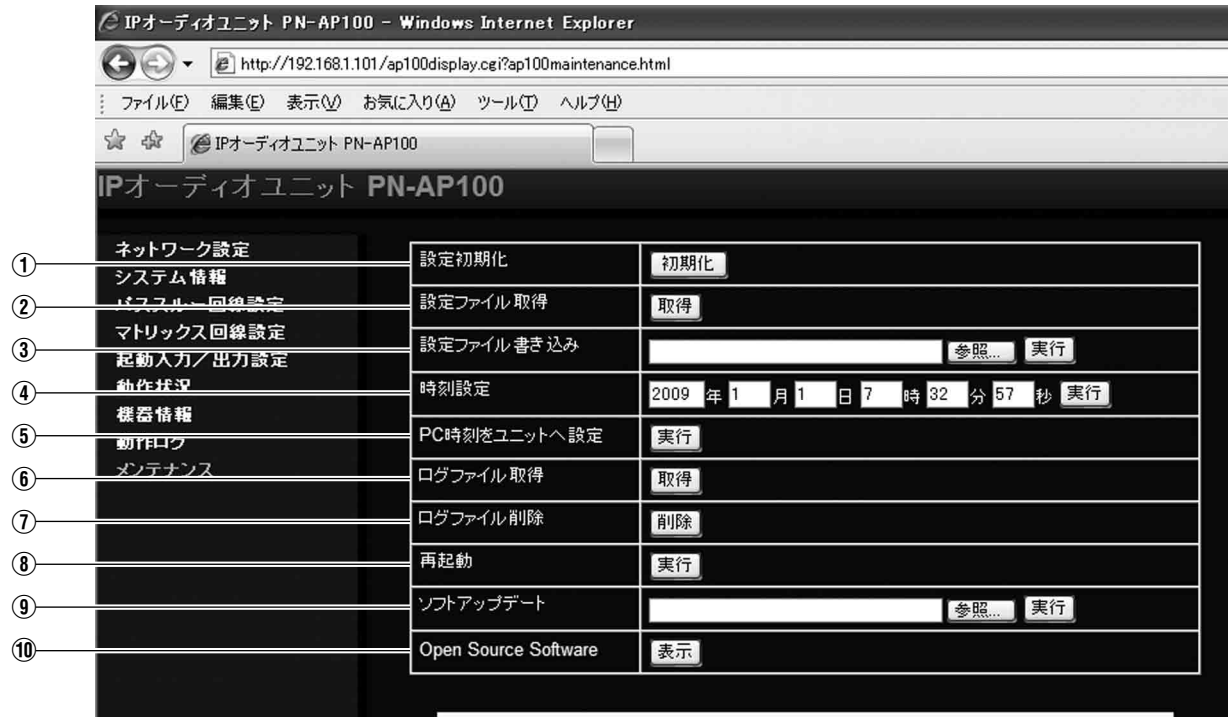 IPオーディオユニット PN-AP100 - Windows Internet Explorer
http://192.168.1.101/ap100display.cgi?ap100maintenance.html
ファイル(F) 編集(E) 表示(V) お気に入り(A) ツール(T) ヘルプ(H)
IPオーディオユニット PN-AP100
IPオーディオユニット PN-AP100
ネットワーク設定
システム情報
パススルー回線設定
マトリックス回線設定
起動入力/出力設定
動作状況
機器情報
動作ログ
メンテナンス
① 設定初期化 初期化
② 設定ファイル取得 取得
③ 設定ファイル書き込み 参照... 実行
④ 時刻設定 2009 年 1 月 1 日 7 時 32 分 57 秒 実行
⑤ PC時刻をユニットへ設定 実行
⑥ ログファイル取得 取得
⑦ ログファイル削除 削除
⑧ 再起動 実行
⑨ ソフトアップデート 参照... 実行
⑩ Open Source Software 表示